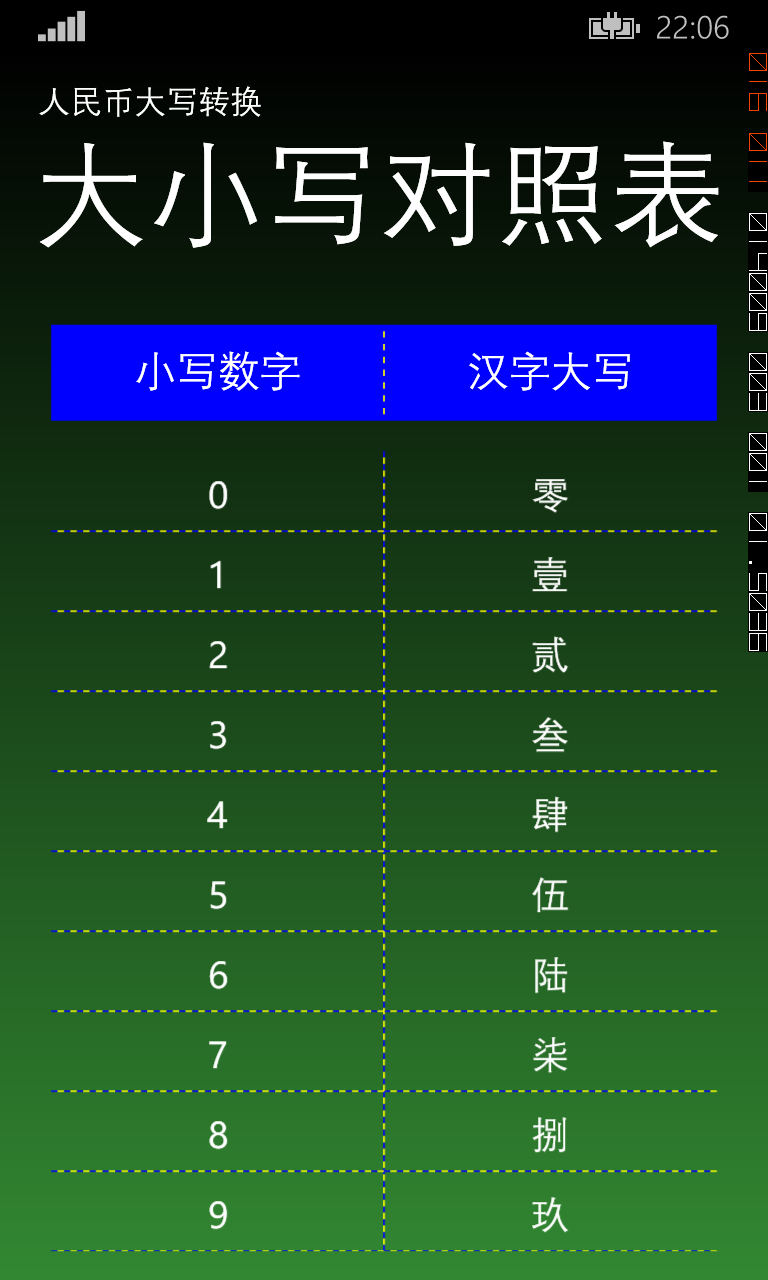 22:06
人民币大写转换
大小写对照表
小写数字 汉字大写
0 零
1 壹
2 贰
3 叁
4 肆
5 伍
6 陆
7 柒
8 捌
9 玖